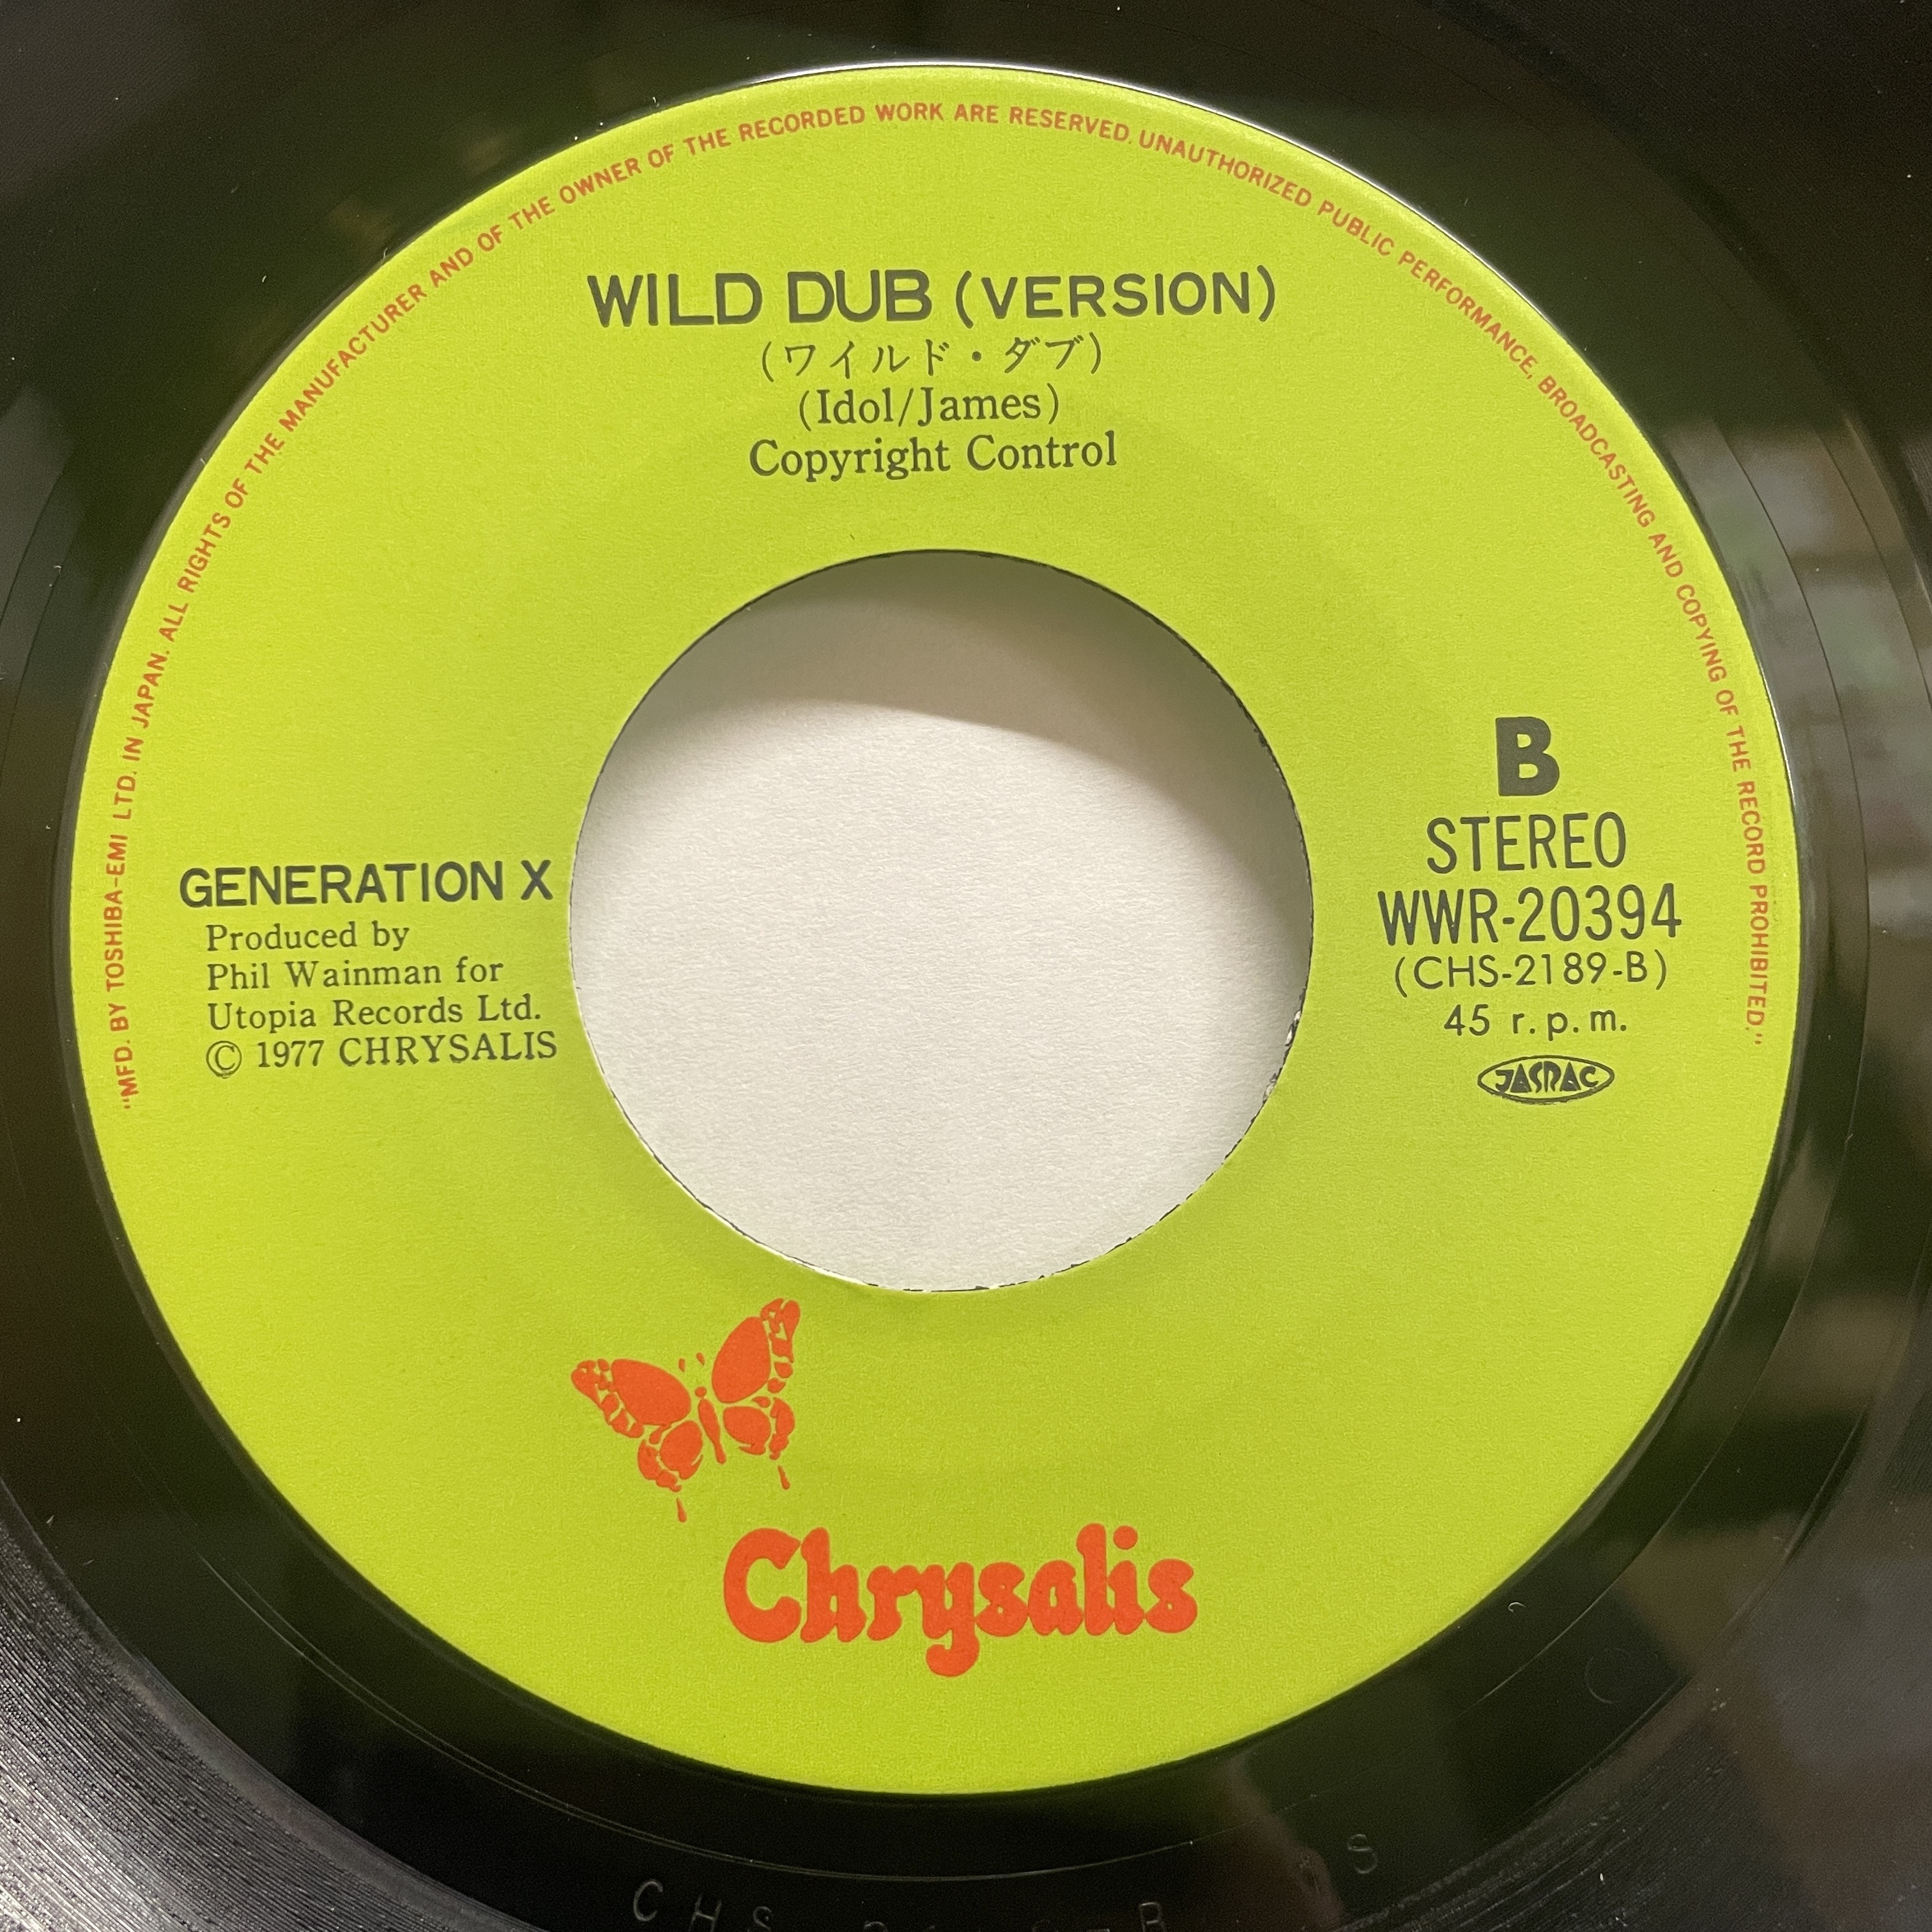 "MFD. BY TOSHIBA-EMI LTD. IN JAPAN. ALL RIGHTS OF THE MANUFACTURER AND OF THE OWNER OF THE RECORDED WORK ARE RESERVED. UNAUTHORIZED PUBLIC PERFORMANCE, BROADCASTING AND COPYING OF THE RECORD PROHIBITED."
WILD DUB (VERSION)
(ワイルド・ダブ)
(Idol/James)
Copyright Control
GENERATION X
Produced by
Phil Wainman for
Utopia Records Ltd.
© 1977 CHRYSALIS
B
STEREO
WWR-20394
(CHS-2189-B)
45 r.p.m.
JASRAC
Chrysalis
S
CHS
B